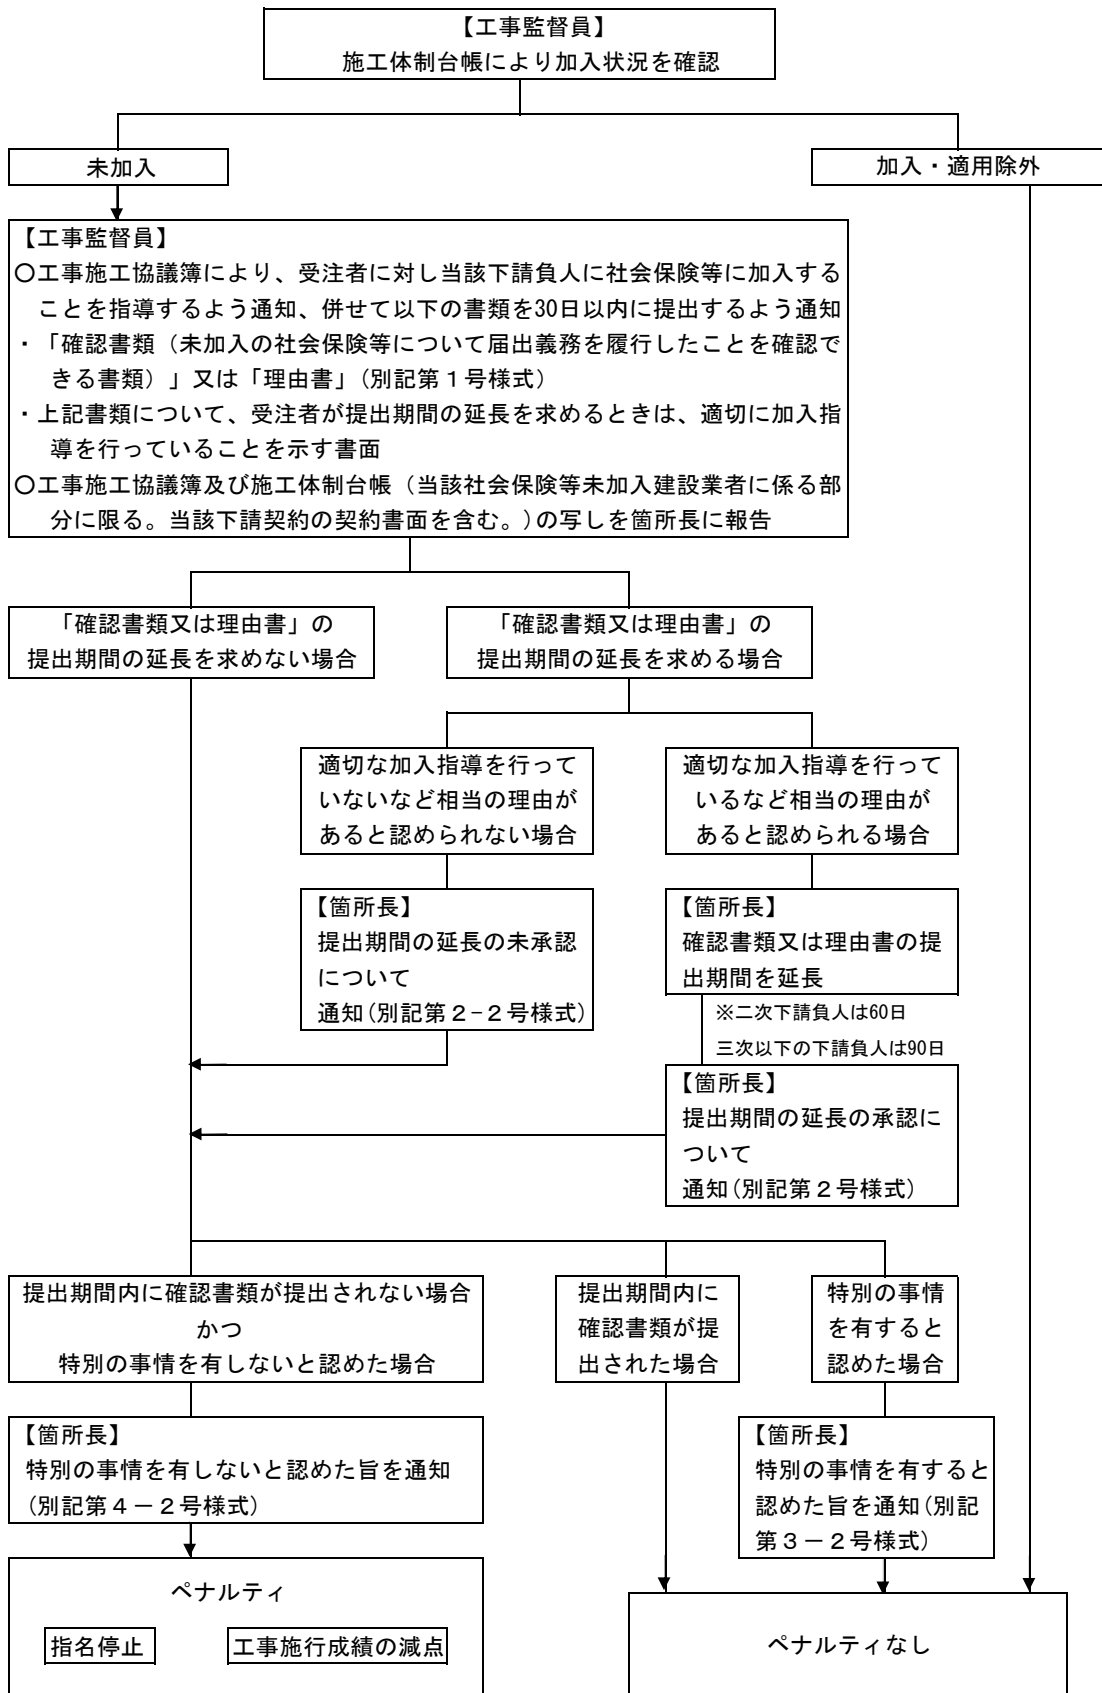 【工事監督員】
施工体制台帳により加入状況を確認
未加入
加入・適用除外
【工事監督員】
○工事施工協議簿により、受注者に対し当該下請負人に社会保険等に加入する
ことを指導するよう通知、併せて以下の書類を30日以内に提出するよう通知
・「確認書類（未加入の社会保険等について届出義務を履行したことを確認で
きる書類）」又は「理由書」(別記第１号様式)
・上記書類について、受注者が提出期間の延長を求めるときは、適切に加入指
導を行っていることを示す書面
○工事施工協議簿及び施工体制台帳（当該社会保険等未加入建設業者に係る部
分に限る。当該下請契約の契約書面を含む。)の写しを箇所長に報告
「確認書類又は理由書」の
提出期間の延長を求めない場合
「確認書類又は理由書」の
提出期間の延長を求める場合
適切な加入指導を行って
いないなど相当の理由が
あると認められない場合
適切な加入指導を行って
いるなど相当の理由が
あると認められる場合
【箇所長】
提出期間の延長の未承認
について
通知(別記第２-２号様式)
【箇所長】
確認書類又は理由書の提
出期間を延長
※二次下請負人は60日
三次以下の下請負人は90日
【箇所長】
提出期間の延長の承認に
ついて
通知(別記第２号様式)
提出期間内に確認書類が提出されない場合
かつ
特別の事情を有しないと認めた場合
提出期間内に
確認書類が提
出された場合
特別の事情
を有すると
認めた場合
【箇所長】
特別の事情を有しないと認めた旨を通知
(別記第４－２号様式)
【箇所長】
特別の事情を有すると
認めた旨を通知(別記
第３－２号様式)
ペナルティ
指名停止
工事施行成績の減点
ペナルティなし